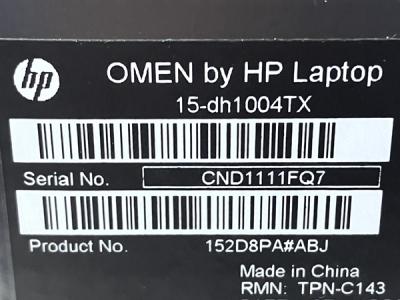 hp OMEN by HP Laptop
15-dh1004TX
Serial No. CND1111FQ7
Product No. 152D8PA#ABJ
Made in China
RMN: TPN-C143